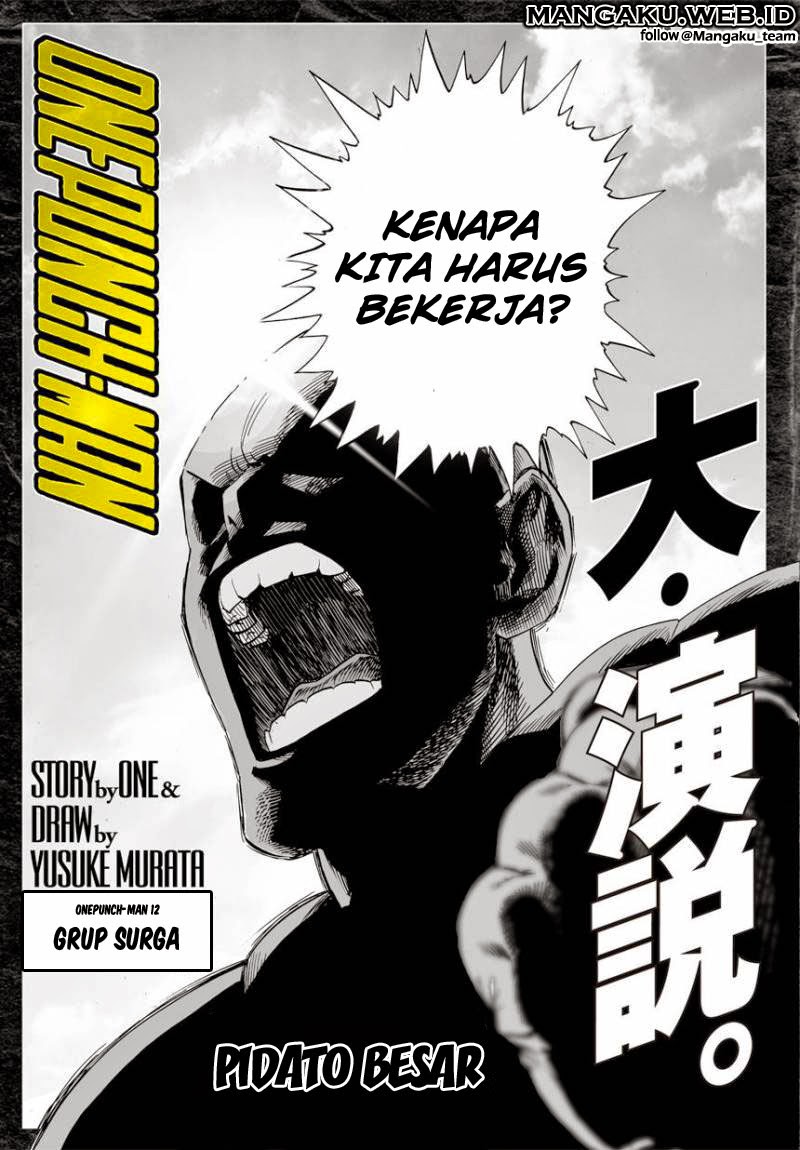 MANGAKU.WEB.ID
follow @Mangaku_team
ONEPUNCH-MAN
KENAPA
KITA HARUS
BEKERJA?
大・演説。
STORY by ONE &
DRAW by
YUSUKE MURATA
ONEPUNCH-MAN 12
GRUP SURGA
PIDATO BESAR